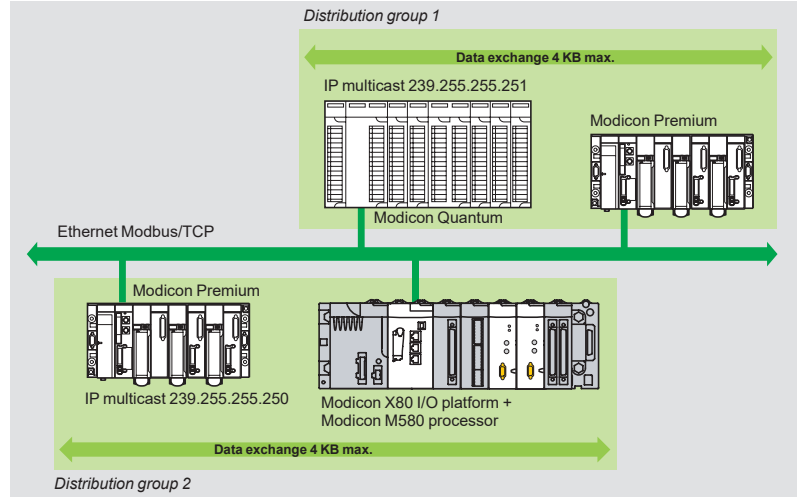 Distribution group 1
Data exchange 4 KB max.
IP multicast 239.255.255.251
Modicon Premium
Modicon Quantum
Ethernet Modbus/TCP
Modicon Premium
IP multicast 239.255.255.250
Modicon X80 I/O platform +
Modicon M580 processor
Data exchange 4 KB max.
Distribution group 2